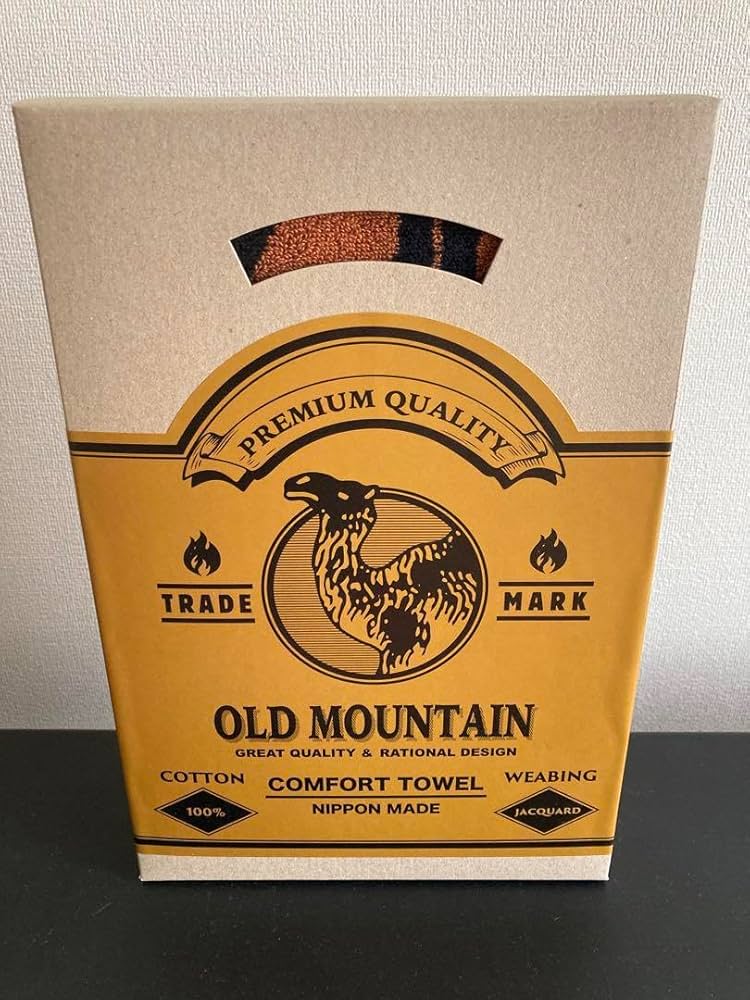 PREMIUM QUALITY
TRADE MARK
OLD MOUNTAIN
GREAT QUALITY & RATIONAL DESIGN
COTTON
100%
COMFORT TOWEL
NIPPON MADE
WEABING
JACQUARD